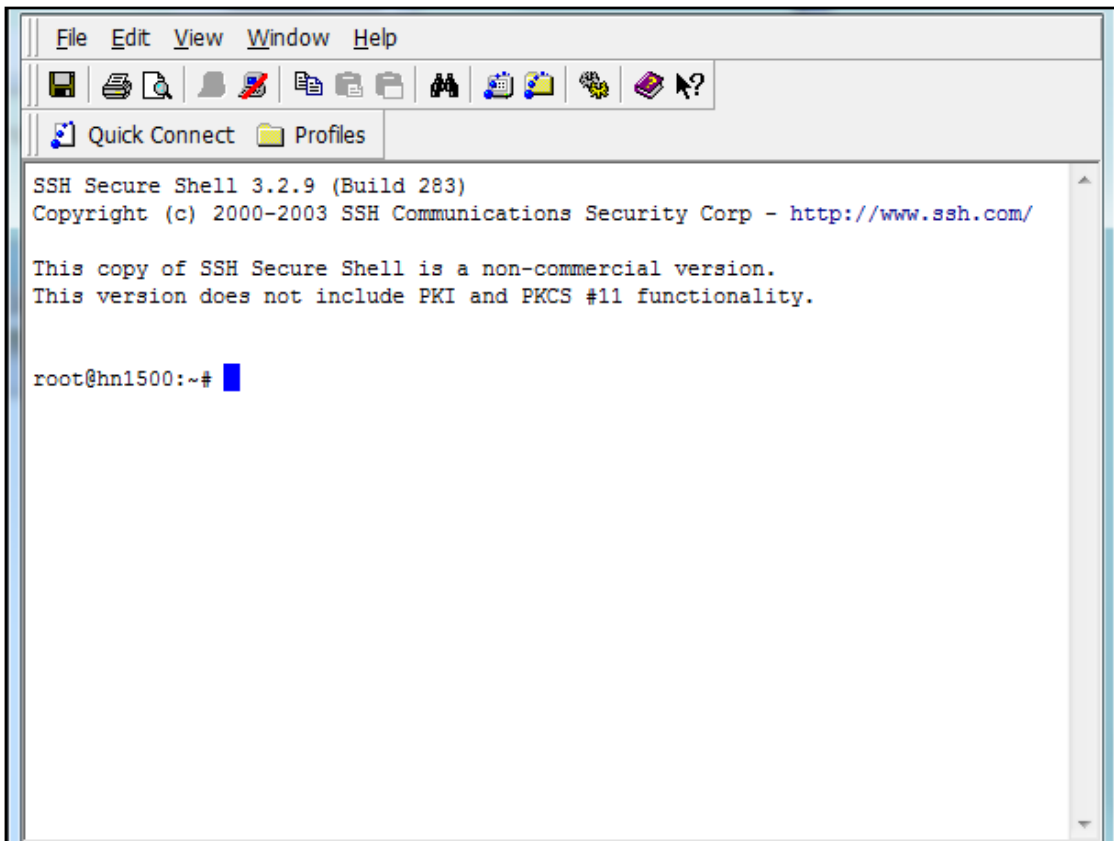 File Edit View Window Help
Quick Connect Profiles
SSH Secure Shell 3.2.9 (Build 283)
Copyright (c) 2000-2003 SSH Communications Security Corp - http://www.ssh.com/
This copy of SSH Secure Shell is a non-commercial version.
This version does not include PKI and PKCS #11 functionality.
root@hn1500:~#